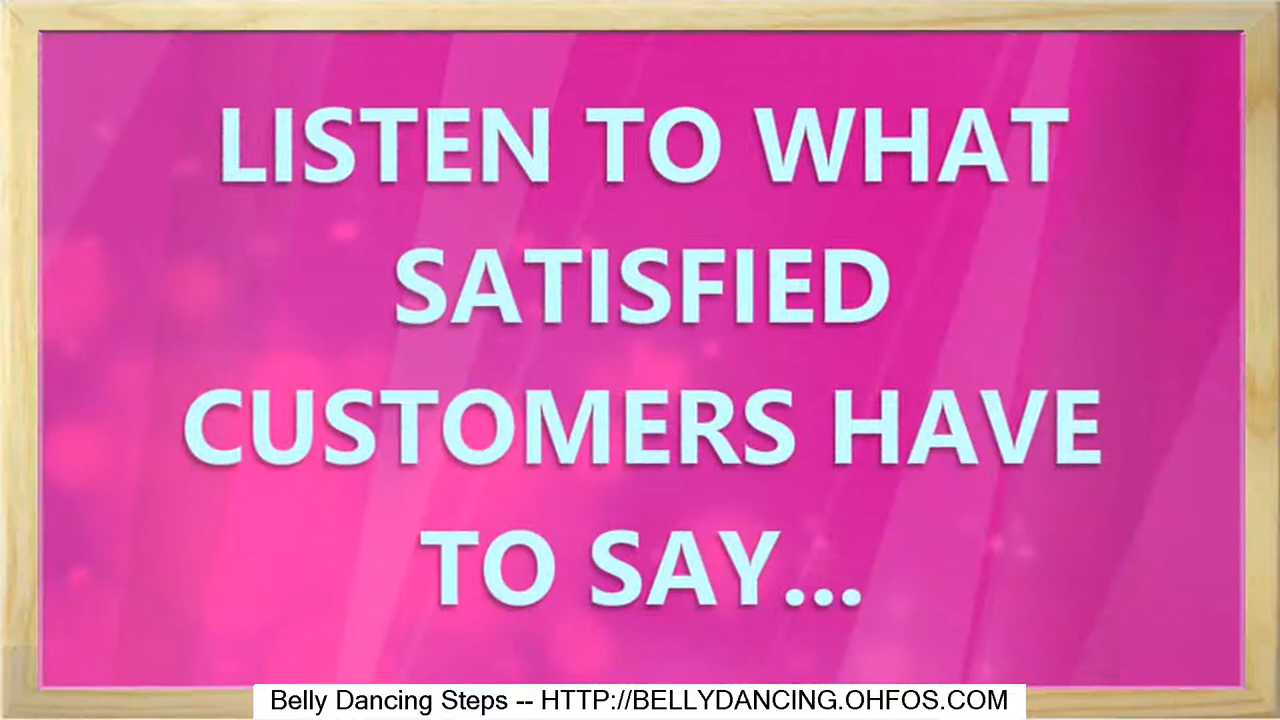 LISTEN TO WHAT
SATISFIED
CUSTOMERS HAVE
TO SAY...
Belly Dancing Steps -- HTTP://BELLYDANCING.OHFOS.COM